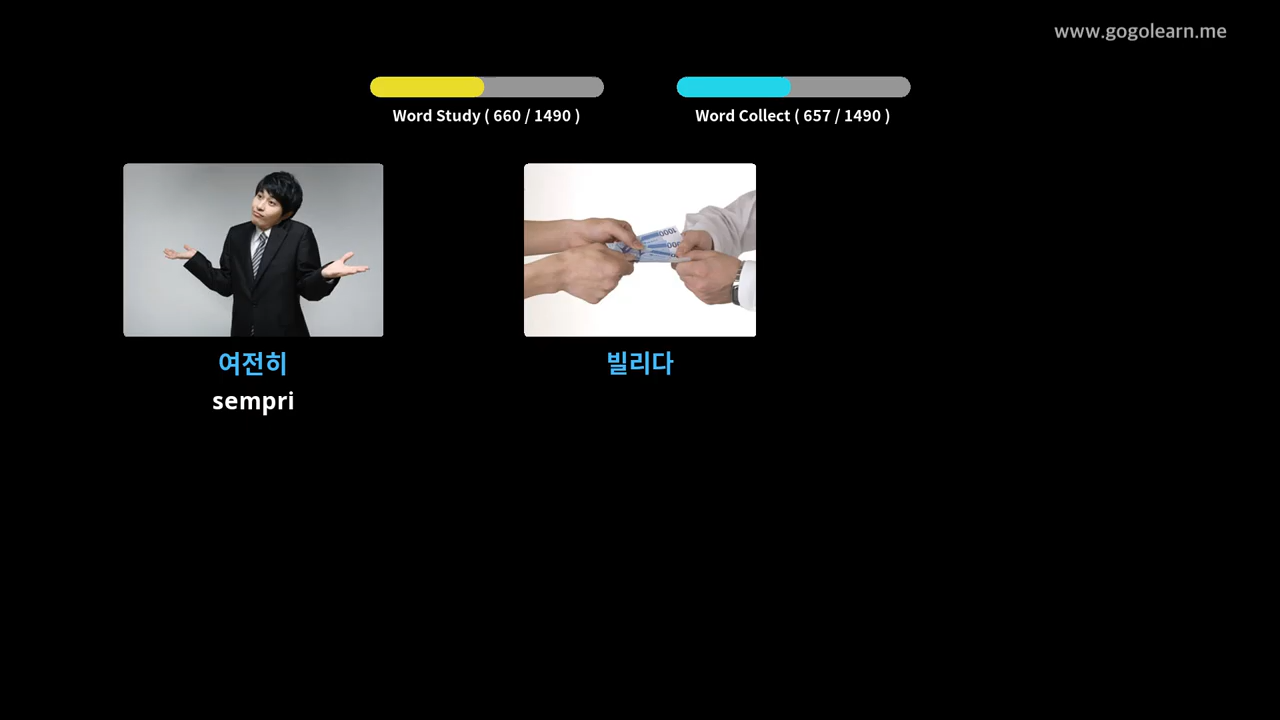 www.gogolearn.me
Word Study ( 660 / 1490 )
Word Collect ( 657 / 1490 )
여전히
sempri
빌리다